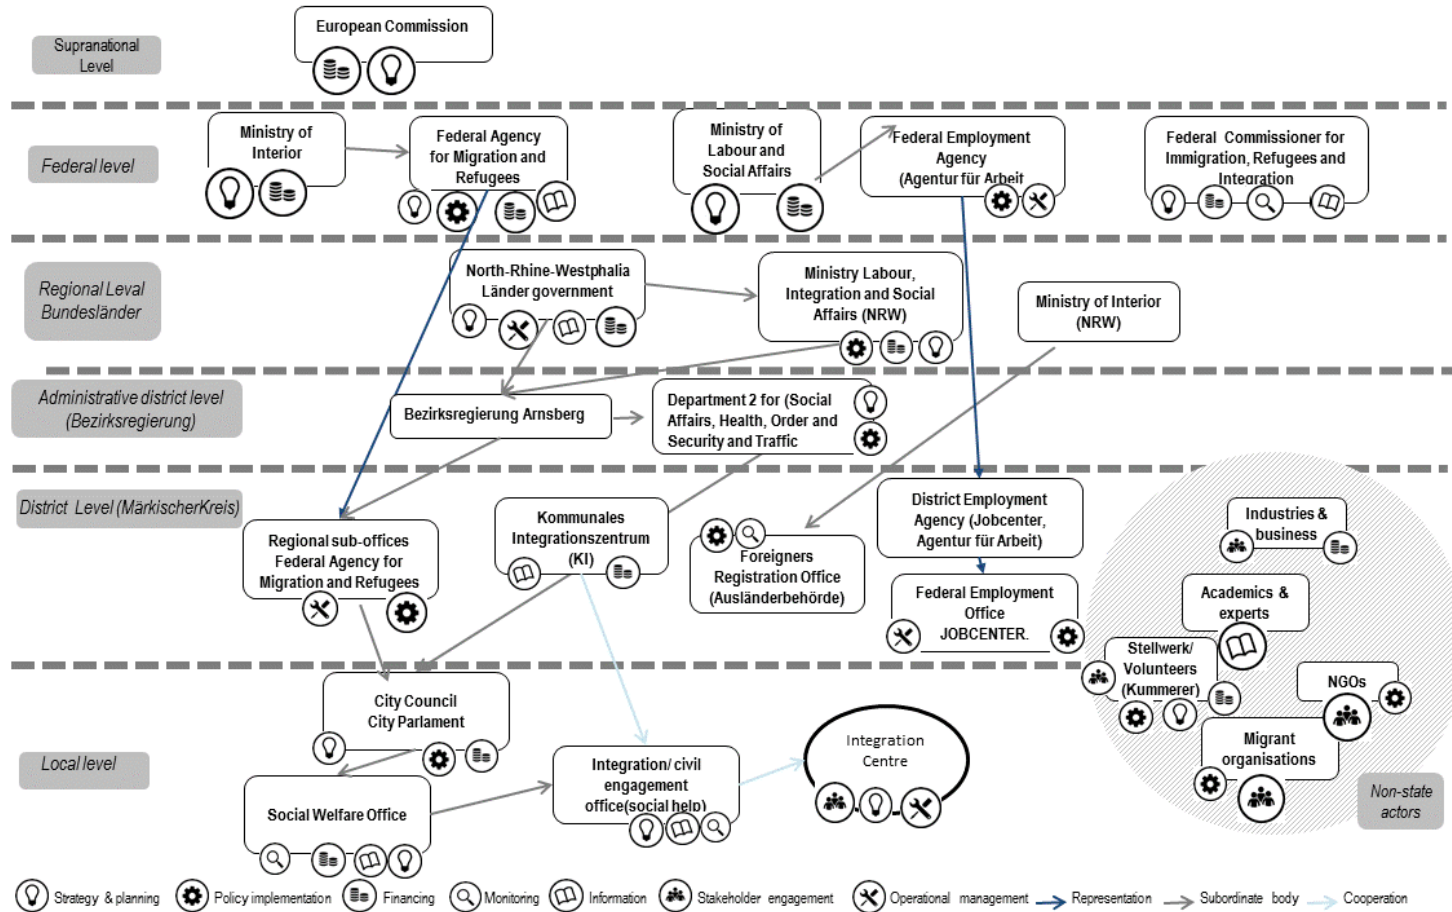 Supranational
Level
European Commission
Federal level
Ministry of
Interior
Federal Agency
for Migration and
Refugees
Ministry of
Labour and
Social Affairs
Federal Employment
Agency
(Agentur für Arbeit
Federal Commissioner for
Immigration, Refugees and
Integration
Regional Leval
Bundesländer
North-Rhine-Westphalia
Länder government
Ministry Labour,
Integration and Social
Affairs (NRW)
Ministry of Interior
(NRW)
Administrative district level
(Bezirksregierung)
Bezirksregierung Arnsberg
Department 2 for (Social
Affairs, Health, Order and
Security and Traffic
District Level (MärkischerKreis)
Regional sub-offices
Federal Agency for
Migration and Refugees
Kommunales
Integrationszentrum
(KI)
Foreigners
Registration Office
(Ausländerbehörde)
District Employment
Agency (Jobcenter,
Agentur für Arbeit)
Federal Employment
Office
JOBCENTER.
Industries &
business
Academics &
experts
Stellwerk/
Volunteers
(Kummerer)
NGOs
Migrant
organisations
Non-state
actors
Local level
City Council
City Parlament
Social Welfare Office
Integration/ civil
engagement
office(social help)
Integration
Centre
Strategy & planning
Policy implementation
Financing
Monitoring
Information
Stakeholder engagement
Operational management
Representation
Subordinate body
Cooperation